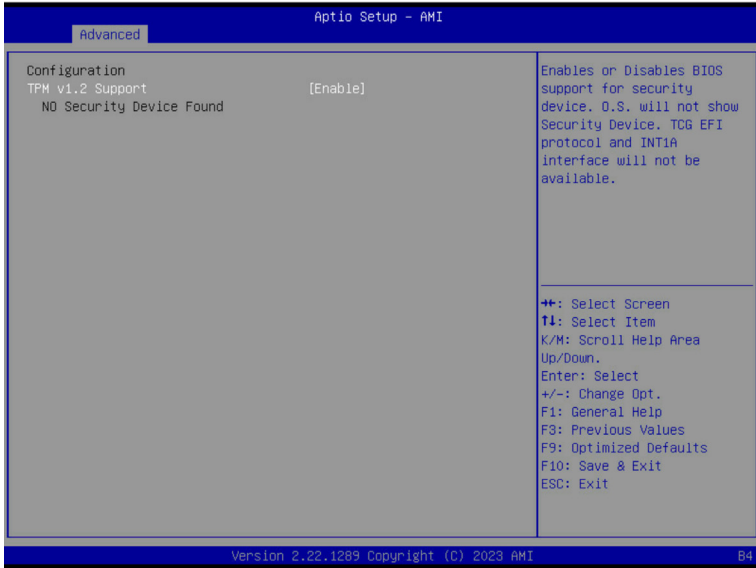 Aptio Setup - AMI
Advanced
Configuration
TPM v1.2 Support [Enable]
NO Security Device Found
Enables or Disables BIOS
support for security
device. O.S. will not show
Security Device. TCG EFI
protocol and INT1A
interface will not be
available.
→←: Select Screen
↑↓: Select Item
K/M: Scroll Help Area
Up/Down.
Enter: Select
+/-: Change Opt.
F1: General Help
F3: Previous Values
F9: Optimized Defaults
F10: Save & Exit
ESC: Exit
Version 2.22.1289 Copyright (C) 2023 AMI
B4